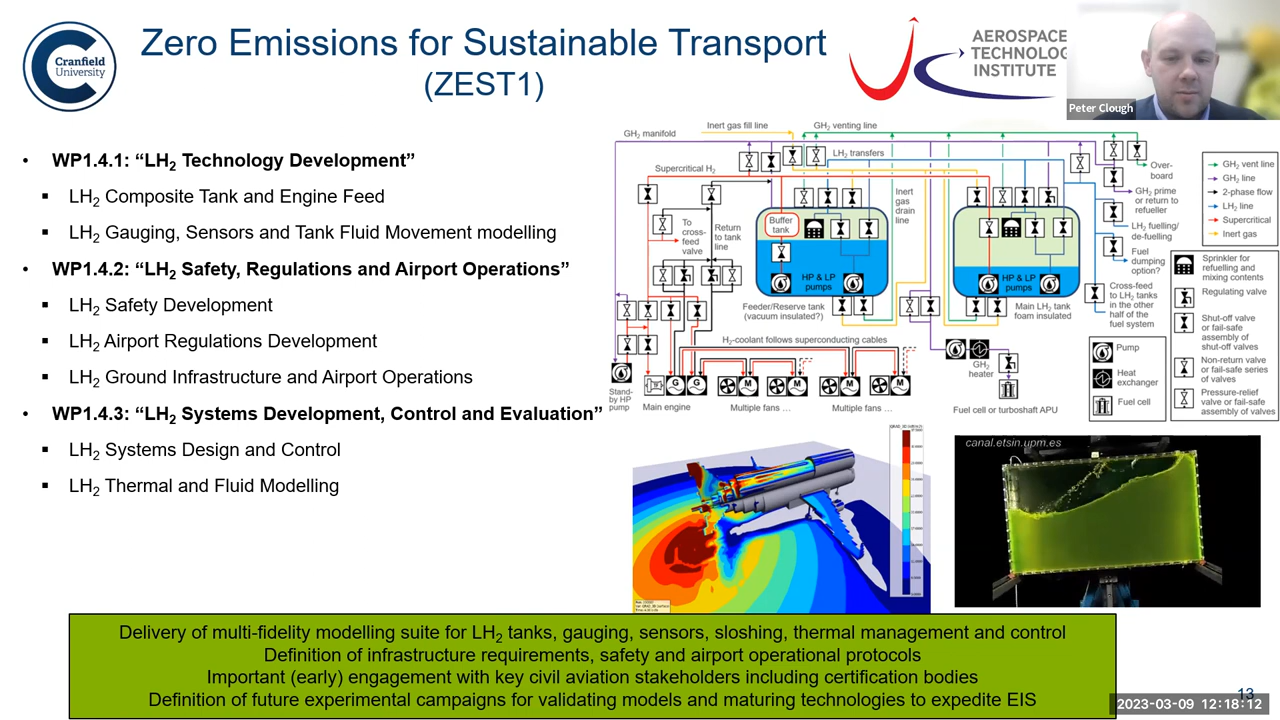 Cranfield
University
Zero Emissions for Sustainable Transport
(ZEST1)
AEROSPACE
TECHNOLOG
INSTITUTE
Peter Clough
• WP1.4.1: “LH2 Technology Development”
▪ LH2 Composite Tank and Engine Feed
▪ LH2 Gauging, Sensors and Tank Fluid Movement modelling
• WP1.4.2: “LH2 Safety, Regulations and Airport Operations”
▪ LH2 Safety Development
▪ LH2 Airport Regulations Development
▪ LH2 Ground Infrastructure and Airport Operations
• WP1.4.3: “LH2 Systems Development, Control and Evaluation”
▪ LH2 Systems Design and Control
▪ LH2 Thermal and Fluid Modelling
GH2 manifold
Inert gas fill line
GH2 venting line
Supercritical H2
LH2 transfers
To
cross-
feed
valve
Return
to tank
line
Buffer
tank
HP & LP
pumps
Feeder/Reserve tank
(vacuum insulated?)
Inert
gas
drain
line
HP & LP
pumps
Main LH2 tank
foam insulated
Over-
board
GH2 prime
or return to
refueller
LH2 fuelling/
de-fuelling
Fuel
dumping
option?
Cross-feed
to LH2 tanks
in the other
half of the
fuel system
H2-coolant follows superconducting cables
G
G
M
M
M
M
Stand-
by HP
pump
Main engine
Multiple fans ...
Multiple fans ...
GH2
heater
Fuel cell or turboshaft APU
GH2 vent line
GH2 line
2-phase flow
LH2 line
Supercritical
Inert gas
Sprinkler for
refuelling and
mixing contents
Regulating valve
Shut-off valve
or fail-safe
assembly of
shut-off valves
Non-return valve
or fail-safe series
of valves
Pressure-relief
valve or fail-safe
assembly of valves
Pump
Heat
exchanger
Fuel cell
canal.etsin.upm.es
Delivery of multi-fidelity modelling suite for LH2 tanks, gauging, sensors, sloshing, thermal management and control
Definition of infrastructure requirements, safety and airport operational protocols
Important (early) engagement with key civil aviation stakeholders including certification bodies
Definition of future experimental campaigns for validating models and maturing technologies to expedite EIS
13
2023-03-09 12:18:12